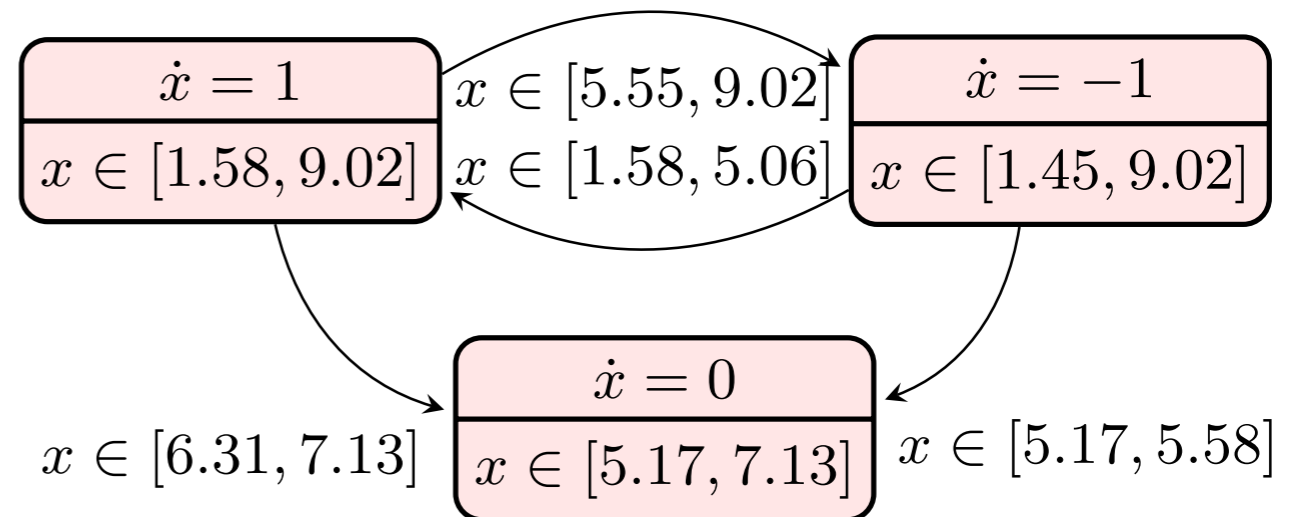 ẋ = 1
x ∈ [1.58, 9.02]
x ∈ [5.55, 9.02]
x ∈ [1.58, 5.06]
ẋ = −1
x ∈ [1.45, 9.02]
x ∈ [6.31, 7.13]
ẋ = 0
x ∈ [5.17, 7.13]
x ∈ [5.17, 5.58]